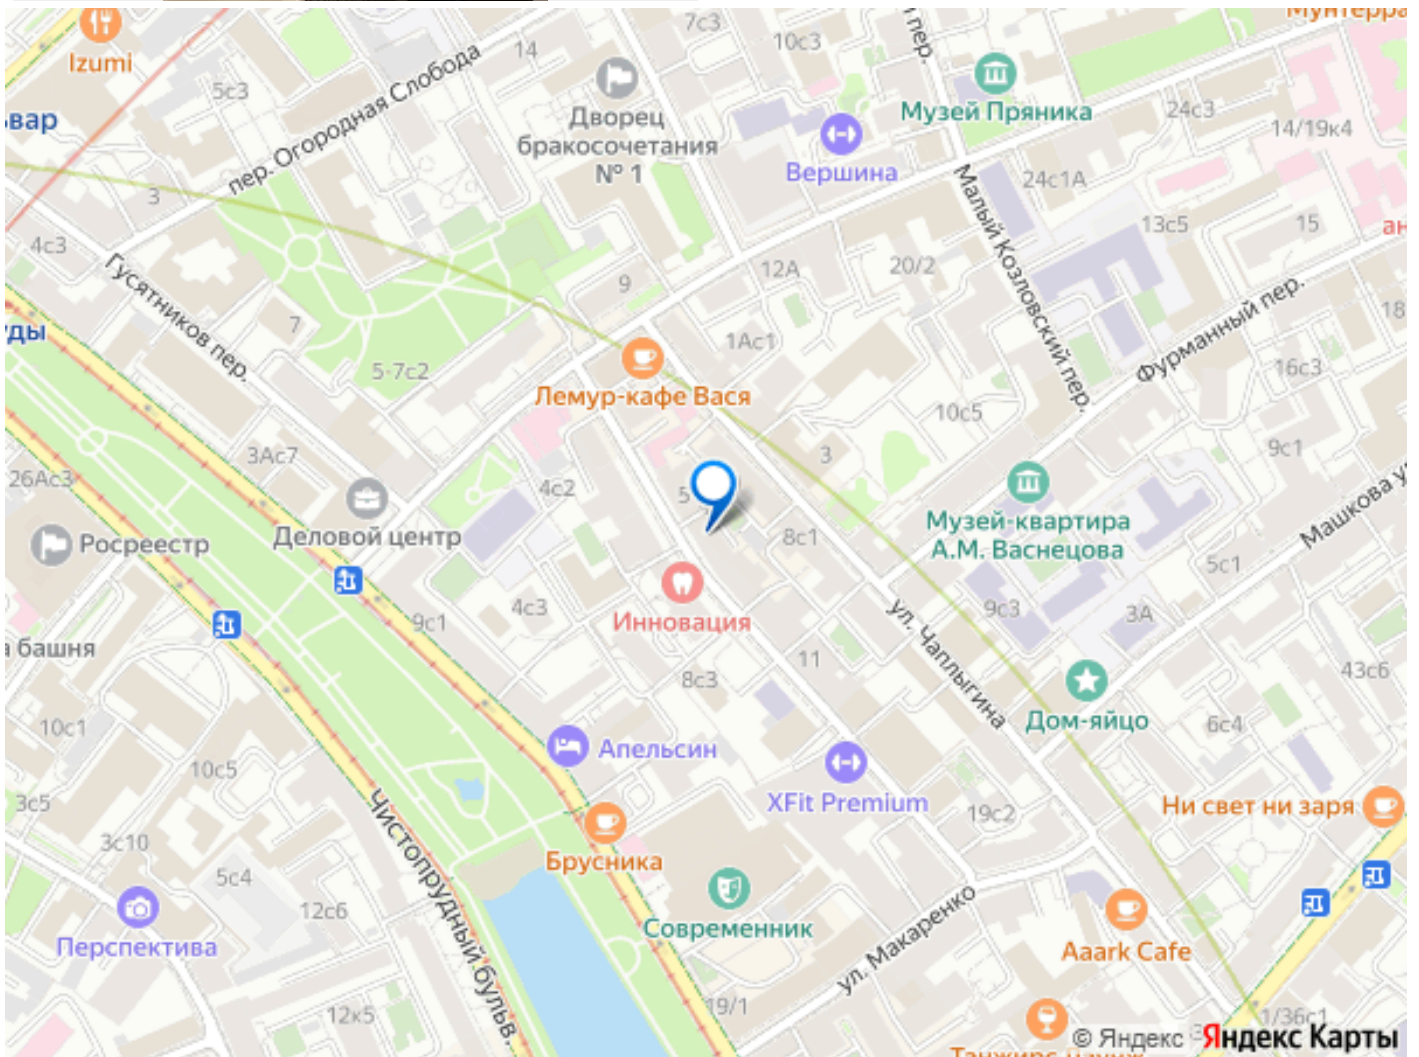 7с3
10с3
Izumi
14
5с3
пер. Огородная Слобода
Дворец
бракосочетания
№ 1
пер.
Музей Пряника
24с3
14/19к4
Вершина
вар
3
4с3
Гусятников пер.
Малый Козловский пер.
24с1А
13с5
15
9
12А
20/2
7
ды
1Ас1
Фурманный пер.
18
5-7с2
Лемур-кафе Вася
16с3
10с5
3Ас7
3
9с1
26Ас3
4с2
5
Машкова у
Росреестр
Деловой центр
8с1
Музей-квартира
А.М. Васнецова
5с1
9с1
4с3
Инновация
9с3
3А
ул. Чаплыгина
башня
11
8с3
43с6
Дом-яйцо
6с4
10с1
Апельсин
10с5
XFit Premium
3с5
Чистопрудный бульв.
19с2
Ни свет ни заря
3с10
Брусника
5с4
12с6
Современник
ул. Макаренко
Перспектива
Aaark Cafe
19/1
12к5
1/36с1
© Яндекс Яндекс Карты